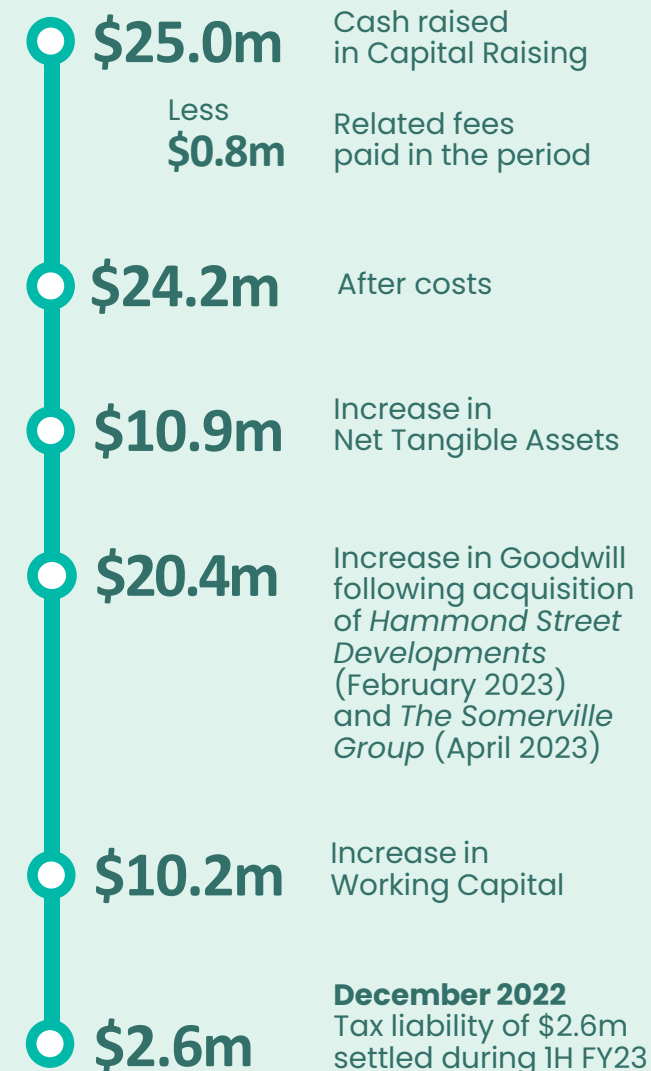 $25.0m
Cash raised
in Capital Raising
Less
$0.8m
Related fees
paid in the period
$24.2m
After costs
$10.9m
Increase in
Net Tangible Assets
$20.4m
Increase in Goodwill
following acquisition
of Hammond Street
Developments
(February 2023)
and The Somerville
Group (April 2023)
$10.2m
Increase in
Working Capital
$2.6m
December 2022
Tax liability of $2.6m
settled during 1H FY23